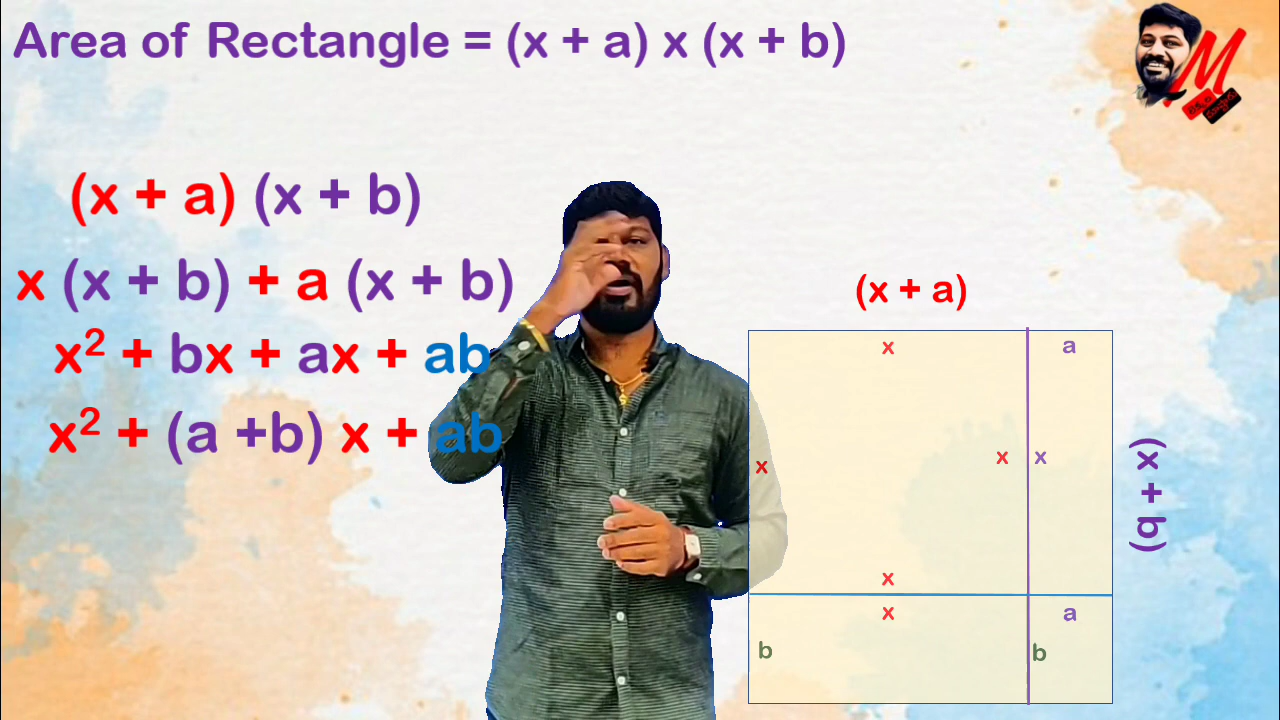 Area of Rectangle = (x + a) x (x + b)
(x + a) (x + b)
x (x + b) + a (x + b)
x² + bx + ax + ab
x² + (a +b) x + ab
(x + a)
x
a
x
x
x
(x + b)
x
x
a
b
b
M